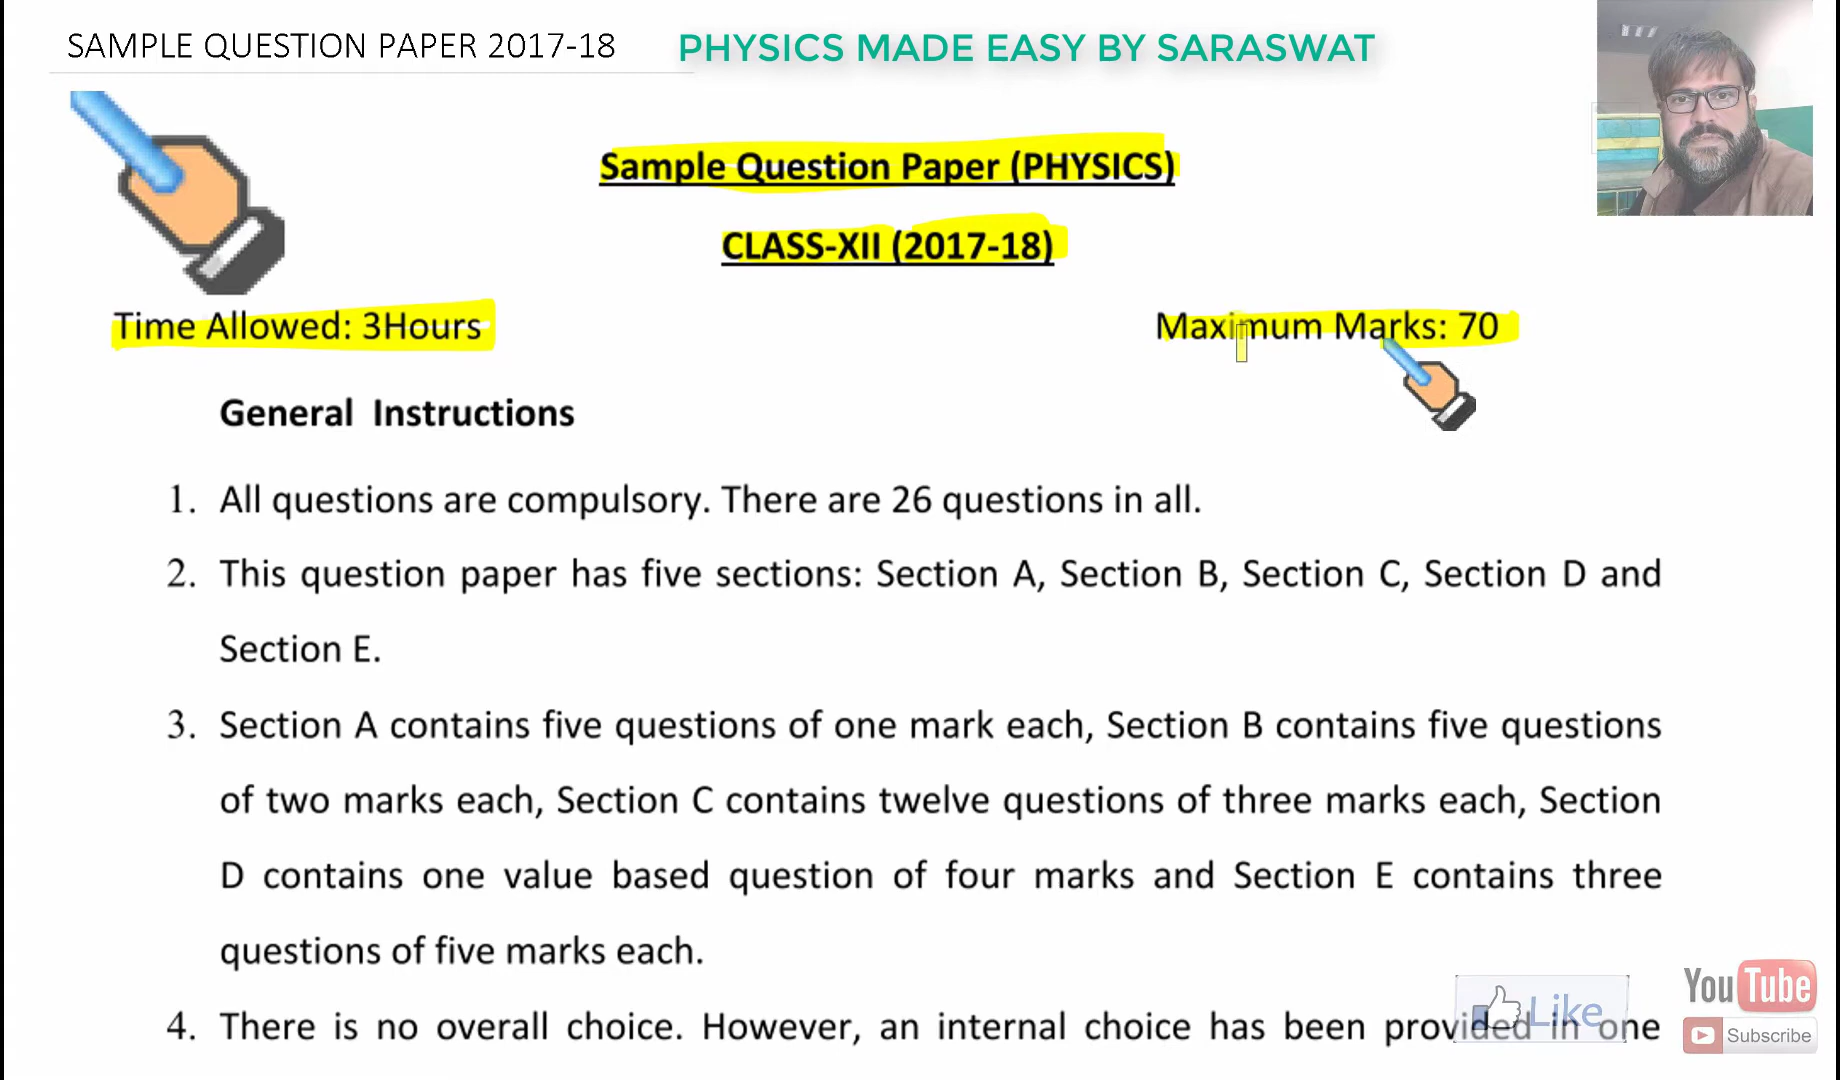 SAMPLE QUESTION PAPER 2017-18
PHYSICS MADE EASY BY SARASWAT
Sample Question Paper (PHYSICS)
CLASS-XII (2017-18)
Time Allowed: 3Hours
Maximum Marks: 70
General Instructions
1. All questions are compulsory. There are 26 questions in all.
2. This question paper has five sections: Section A, Section B, Section C, Section D and
Section E.
3. Section A contains five questions of one mark each, Section B contains five questions
of two marks each, Section C contains twelve questions of three marks each, Section
D contains one value based question of four marks and Section E contains three
questions of five marks each.
4. There is no overall choice. However, an internal choice has been provided in one
Like
YouTube
Subscribe